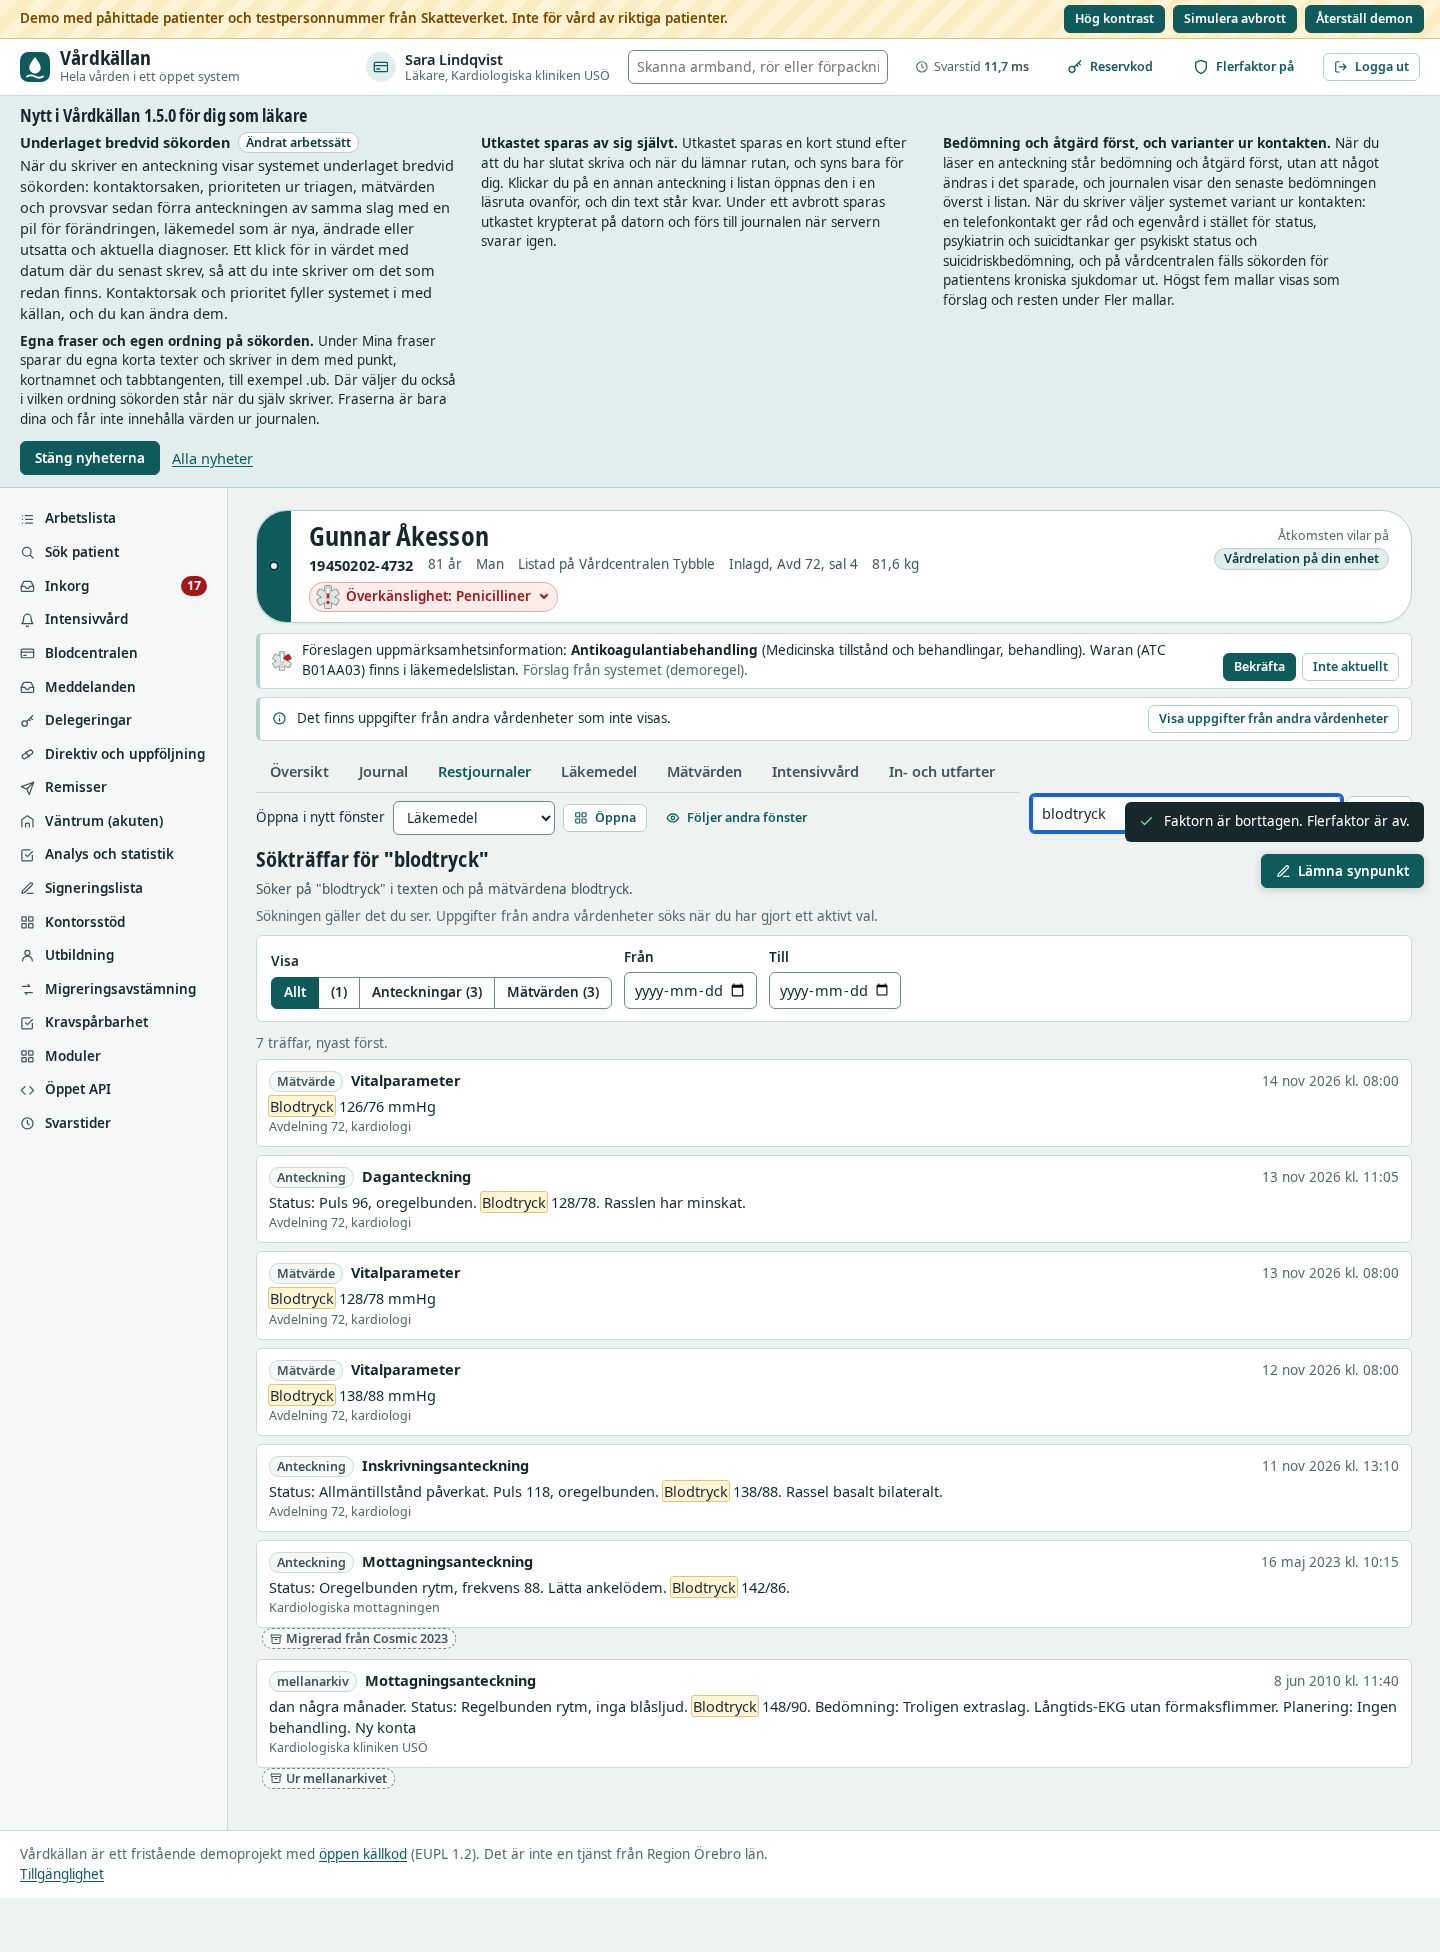 Demo med påhittade patienter och testpersonnummer från Skatteverket. Inte för vård av riktiga patienter.
Hög kontrast
Simulera avbrott
Återställ demon
Vårdkällan
Hela vården i ett öppet system
Sara Lindqvist
Läkare, Kardiologiska kliniken USÖ
Skanna armband, rör eller förpackni
Svarstid 11,7 ms
Reservkod
Flerfaktor på
Logga ut
Nytt i Vårdkällan 1.5.0 för dig som läkare
Underlaget bredvid sökorden Ändrat arbetssätt
När du skriver en anteckning visar systemet underlaget bredvid
sökorden: kontaktorsaken, prioriteten ur triagen, mätvärden
och provsvar sedan förra anteckningen av samma slag med en
pil för förändringen, läkemedel som är nya, ändrade eller
utsatta och aktuella diagnoser. Ett klick för in värdet med
datum där du senast skrev, så att du inte skriver om det som
redan finns. Kontaktorsak och prioritet fyller systemet i med
källan, och du kan ändra dem.
Egna fraser och egen ordning på sökorden. Under Mina fraser
sparar du egna korta texter och skriver in dem med punkt,
kortnamnet och tabbtangenten, till exempel .ub. Där väljer du också
i vilken ordning sökorden står när du själv skriver. Fraserna är bara
dina och får inte innehålla värden ur journalen.
Utkastet sparas av sig självt. Utkastet sparas en kort stund efter
att du har slutat skriva och när du lämnar rutan, och syns bara för
dig. Klickar du på en annan anteckning i listan öppnas den i en
läsruta ovanför, och din text står kvar. Under ett avbrott sparas
utkastet krypterat på datorn och förs till journalen när servern
svarar igen.
Bedömning och åtgärd först, och varianter ur kontakten. När du
läser en anteckning står bedömning och åtgärd först, utan att något
ändras i det sparade, och journalen visar den senaste bedömningen
överst i listan. När du skriver väljer systemet variant ur kontakten:
en telefonkontakt ger råd och egenvård i stället för status,
psykiatrin och suicidtankar ger psykiskt status och
suicidriskbedömning, och på vårdcentralen fälls sökorden för
patientens kroniska sjukdomar ut. Högst fem mallar visas som
förslag och resten under Fler mallar.
Stäng nyheterna
Alla nyheter
Arbetslista
Sök patient
Inkorg 17
Intensivvård
Blodcentralen
Meddelanden
Delegeringar
Direktiv och uppföljning
Remisser
Väntrum (akuten)
Analys och statistik
Signeringslista
Kontorsstöd
Utbildning
Migreringsavstämning
Kravspårbarhet
Moduler
Öppet API
Svarstider
Gunnar Åkesson
19450202-4732 81 år Man Listad på Vårdcentralen Tybble Inlagd, Avd 72, sal 4 81,6 kg
Överkänslighet: Penicilliner
Åtkomsten vilar på
Vårdrelation på din enhet
Föreslagen uppmärksamhetsinformation: Antikoagulantiabehandling (Medicinska tillstånd och behandlingar, behandling). Waran (ATC
B01AA03) finns i läkemedelslistan. Förslag från systemet (demoregel).
Bekräfta
Inte aktuellt
Det finns uppgifter från andra vårdenheter som inte visas.
Visa uppgifter från andra vårdenheter
Översikt
Journal
Restjournaler
Läkemedel
Mätvärden
Intensivvård
In- och utfarter
Öppna i nytt fönster
Läkemedel
Öppna
Följer andra fönster
blodtryck
Faktorn är borttagen. Flerfaktor är av.
Lämna synpunkt
Sökträffar för "blodtryck"
Söker på "blodtryck" i texten och på mätvärdena blodtryck.
Sökningen gäller det du ser. Uppgifter från andra vårdenheter söks när du har gjort ett aktivt val.
Visa
Allt
(1)
Anteckningar (3)
Mätvärden (3)
Från
yyyy-mm-dd
Till
yyyy-mm-dd
7 träffar, nyast först.
Mätvärde Vitalparameter 14 nov 2026 kl. 08:00
Blodtryck 126/76 mmHg
Avdelning 72, kardiologi
Anteckning Daganteckning 13 nov 2026 kl. 11:05
Status: Puls 96, oregelbunden. Blodtryck 128/78. Rasslen har minskat.
Avdelning 72, kardiologi
Mätvärde Vitalparameter 13 nov 2026 kl. 08:00
Blodtryck 128/78 mmHg
Avdelning 72, kardiologi
Mätvärde Vitalparameter 12 nov 2026 kl. 08:00
Blodtryck 138/88 mmHg
Avdelning 72, kardiologi
Anteckning Inskrivningsanteckning 11 nov 2026 kl. 13:10
Status: Allmäntillstånd påverkat. Puls 118, oregelbunden. Blodtryck 138/88. Rassel basalt bilateralt.
Avdelning 72, kardiologi
Anteckning Mottagningsanteckning 16 maj 2023 kl. 10:15
Status: Oregelbunden rytm, frekvens 88. Lätta ankelödem. Blodtryck 142/86.
Kardiologiska mottagningen
Migrerad från Cosmic 2023
mellanarkiv Mottagningsanteckning 8 jun 2010 kl. 11:40
dan några månader. Status: Regelbunden rytm, inga blåsljud. Blodtryck 148/90. Bedömning: Troligen extraslag. Långtids-EKG utan förmaksflimmer. Planering: Ingen
behandling. Ny konta
Kardiologiska kliniken USÖ
Ur mellanarkivet
Vårdkällan är ett fristående demoprojekt med öppen källkod (EUPL 1.2). Det är inte en tjänst från Region Örebro län.
Tillgänglighet